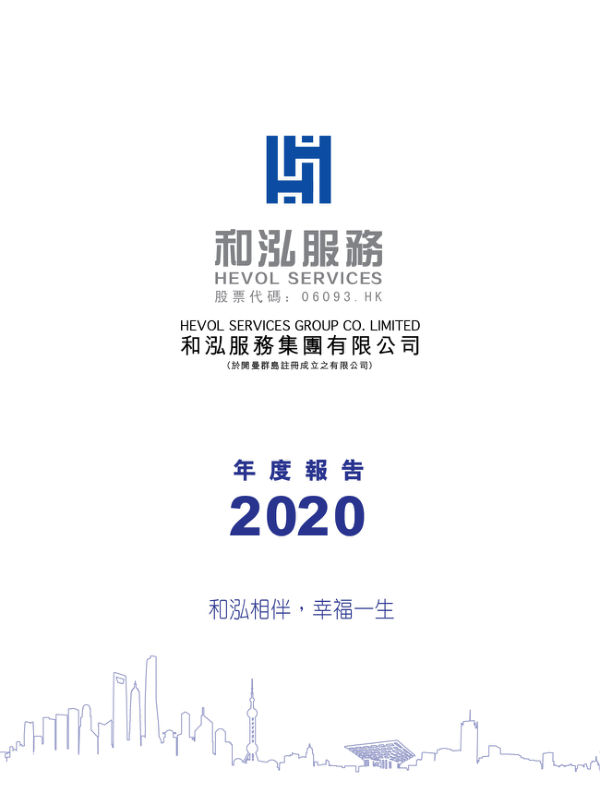 和泓服務
HEVOL SERVICES
股票代碼：06093.HK
HEVOL SERVICES GROUP CO. LIMITED
和泓服務集團有限公司
（於開曼群島註冊成立之有限公司）
年度報告
2020
和泓相伴，幸福一生